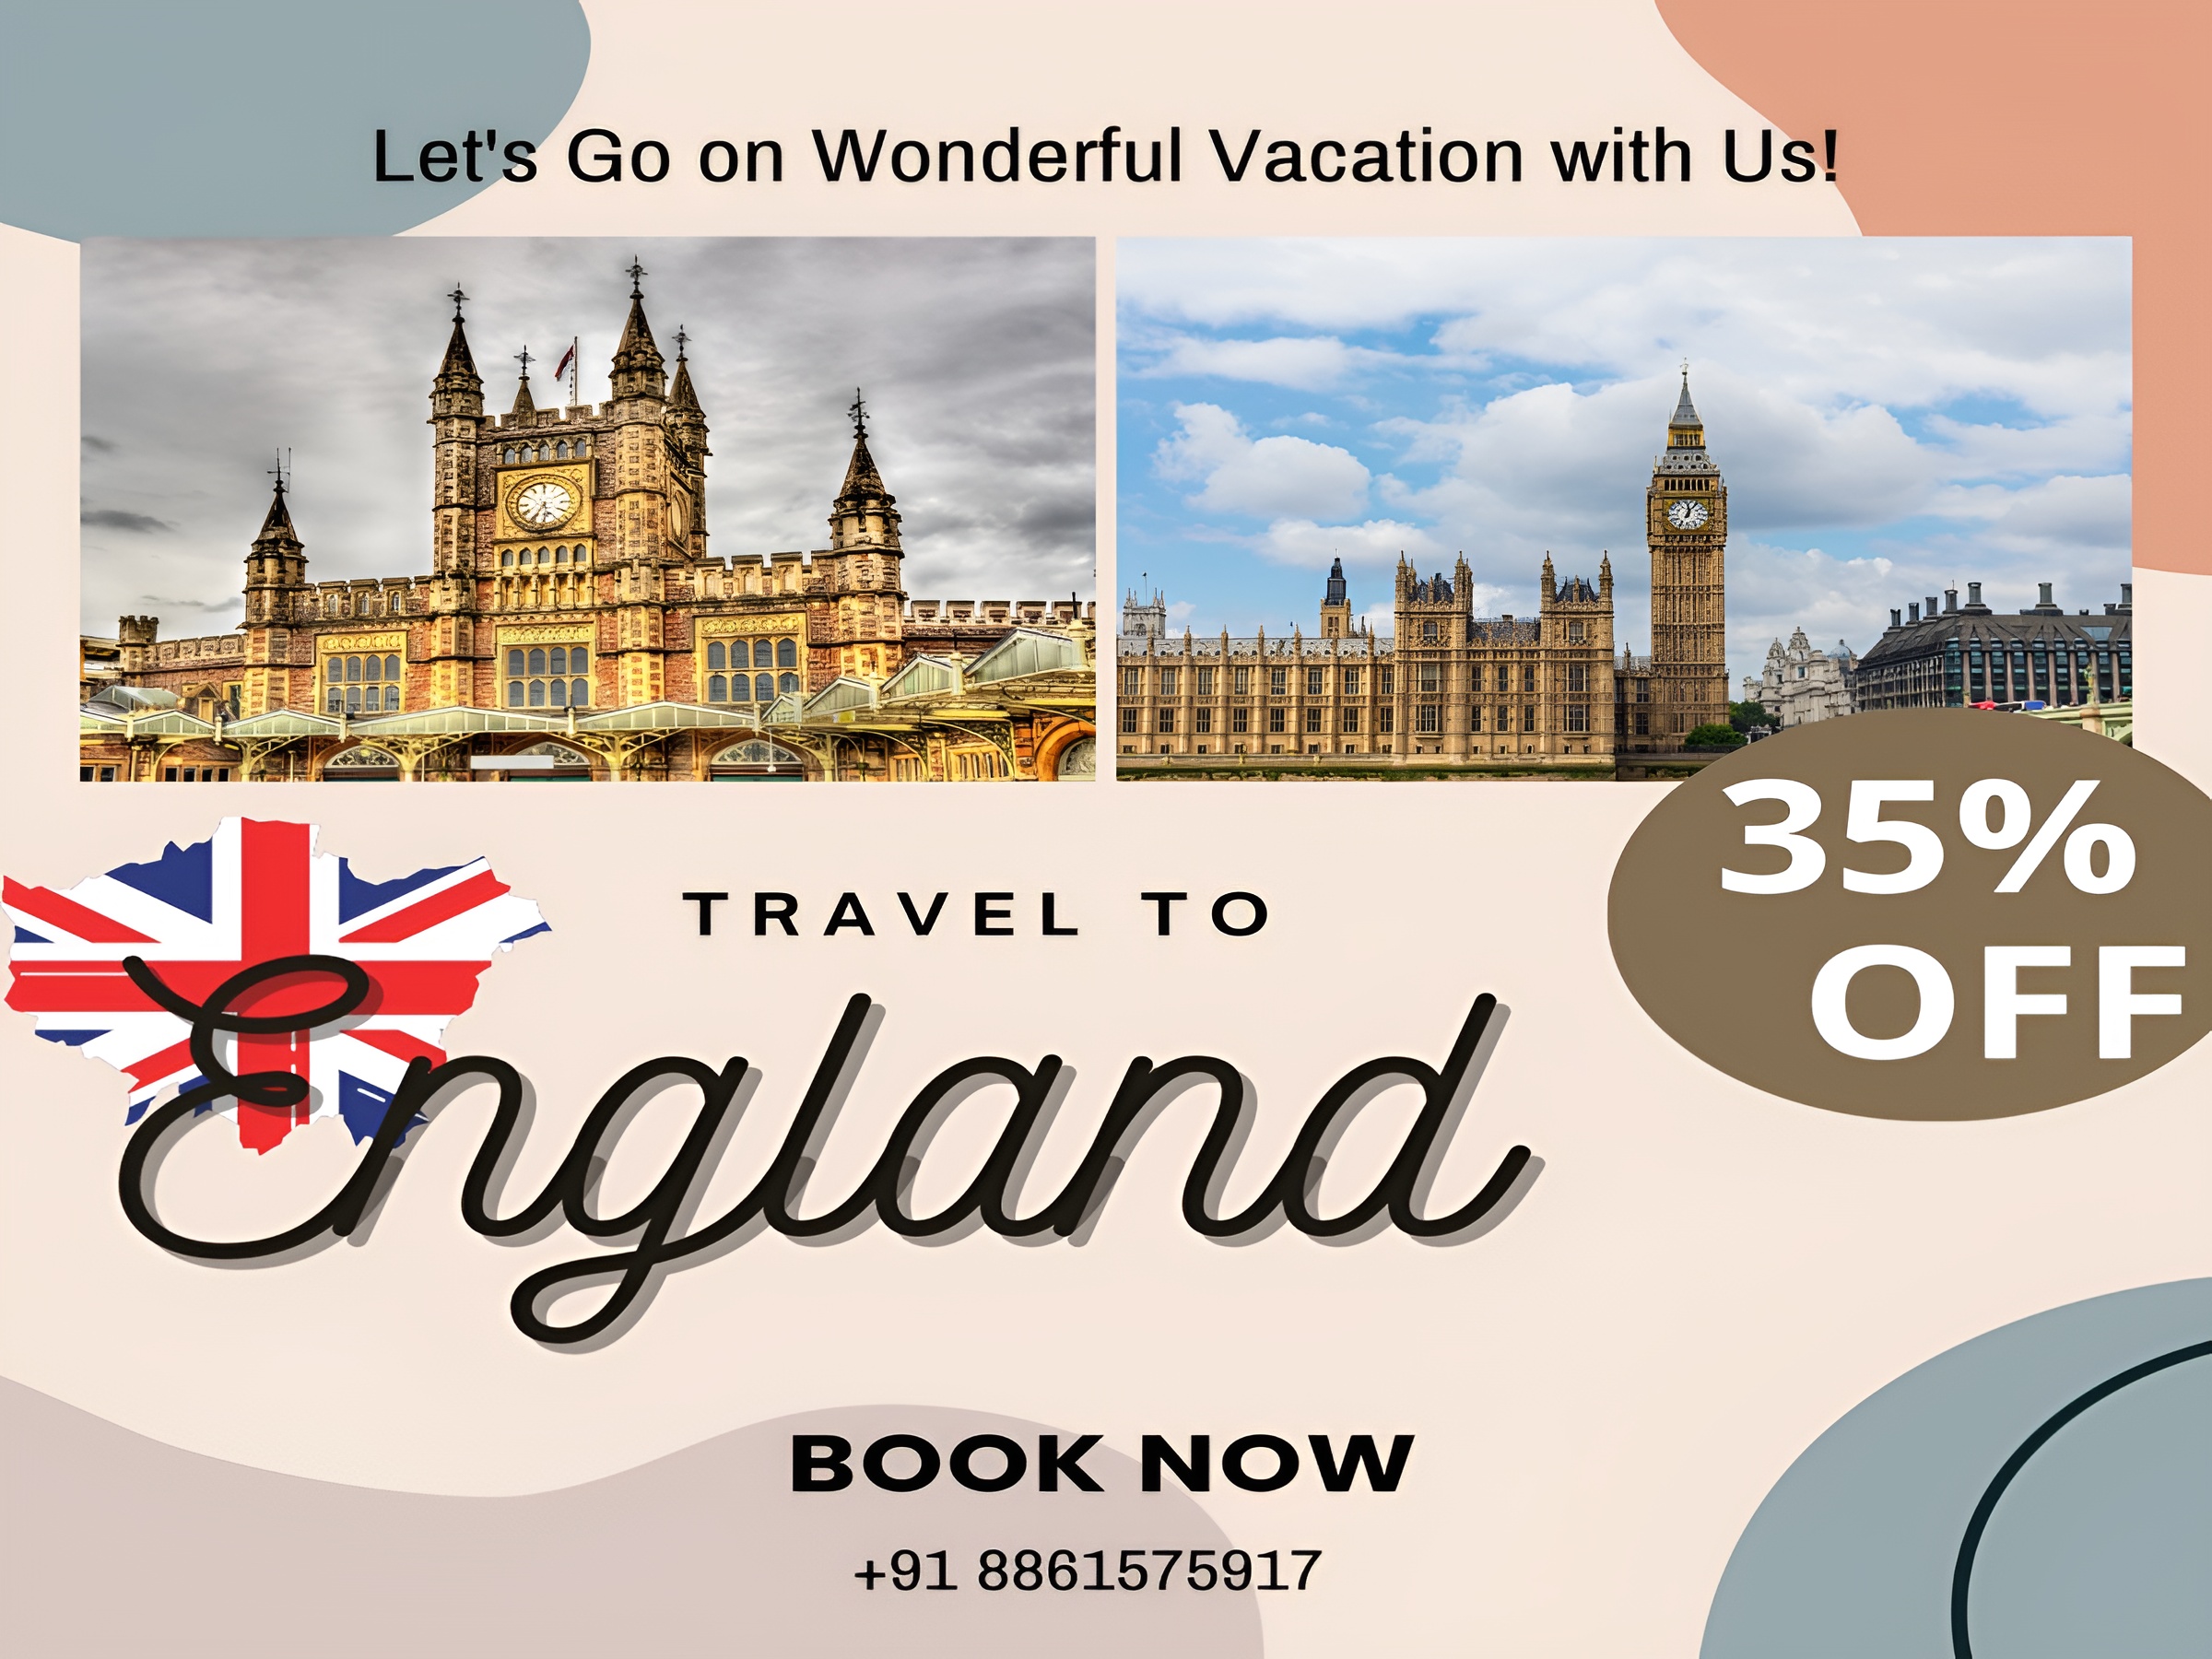 Let's Go on Wonderful Vacation with Us!
35%
OFF
TRAVEL TO
England
BOOK NOW
+91 8861575917